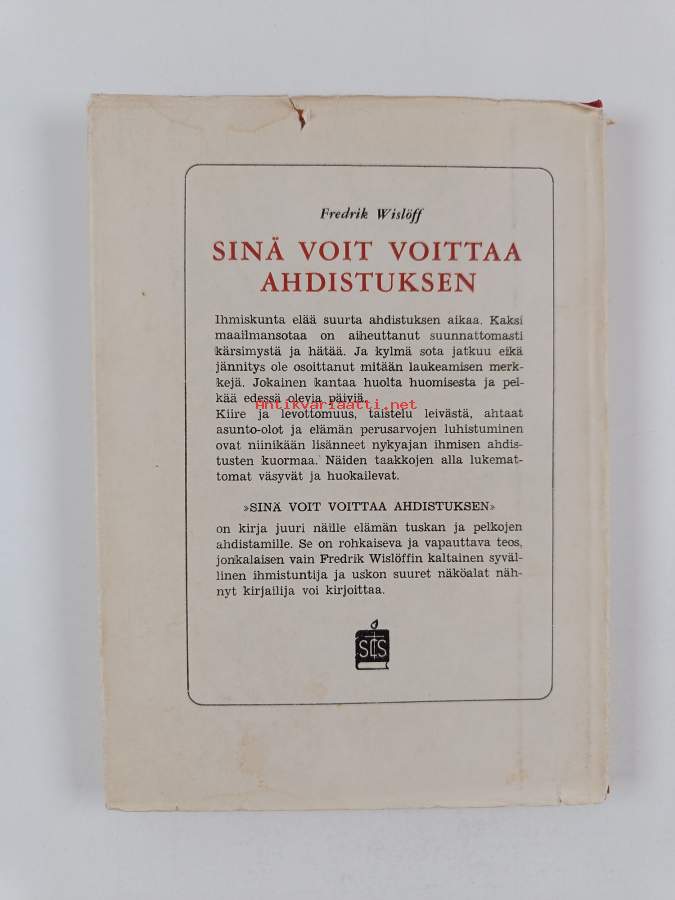 Fredrik Wislöff
SINÄ VOIT VOITTAA
AHDISTUKSEN
Ihmiskunta elää suurta ahdistuksen aikaa. Kaksi
maailmansotaa on aiheuttanut suunnattomasti
kärsimystä ja hätää. Ja kylmä sota jatkuu eikä
jännitys ole osoittanut mitään laukeamisen merk-
kejä. Jokainen kantaa huolta huomisesta ja pel-
kää edessä olevia päiviä.
Antikvariaatti.net
Kiire ja levottomuus, taistelu leivästä, ahtaat
asunto-olot ja elämän perusarvojen luhistuminen
ovat niinikään lisänneet nykyajan ihmisen ahdis-
tusten kuormaa. Näiden taakkojen alla lukemat-
tomat väsyvät ja huokailevat.
»SINÄ VOIT VOITTAA AHDISTUKSEN»
on kirja juuri näille elämän tuskan ja pelkojen
ahdistamille. Se on rohkaiseva ja vapauttava teos,
jonkalaisen vain Fredrik Wislöffin kaltainen syväl-
linen ihmistuntija ja uskon suuret näköalat näh-
nyt kirjailija voi kirjoittaa.
SLS